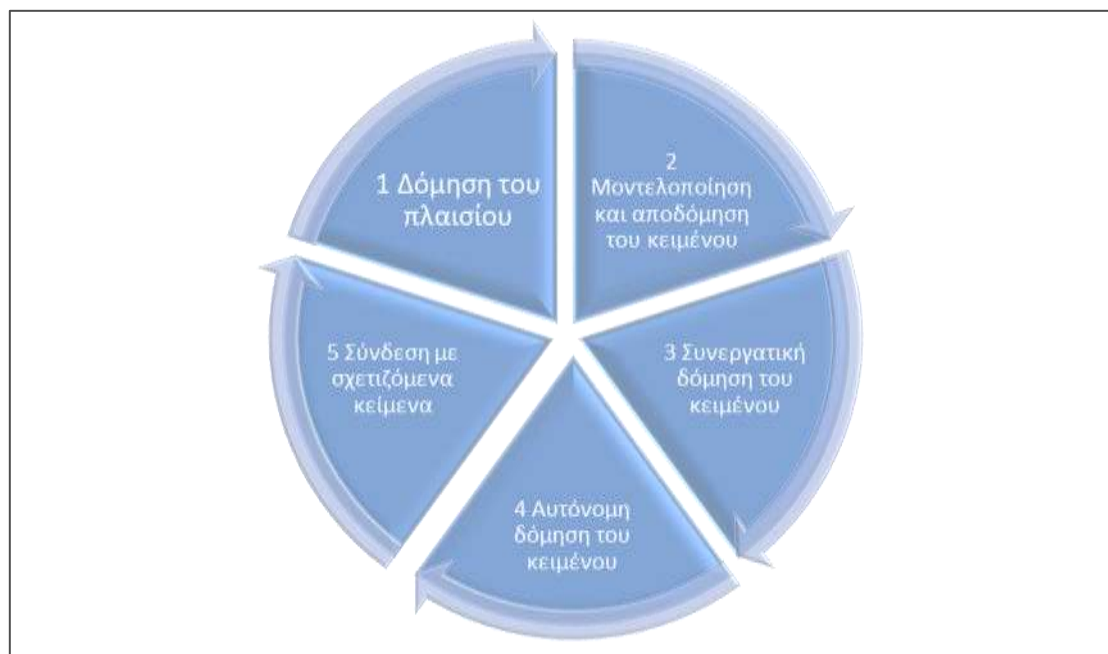 1 Δόμηση του
πλαισίου
2
Μοντελοποίηση
και αποδόμηση
του κειμένου
3 Συνεργατική
δόμηση του
κειμένου
4 Αυτόνομη
δόμηση του
κειμένου
5 Σύνδεση με
σχετιζόμενα
κείμενα